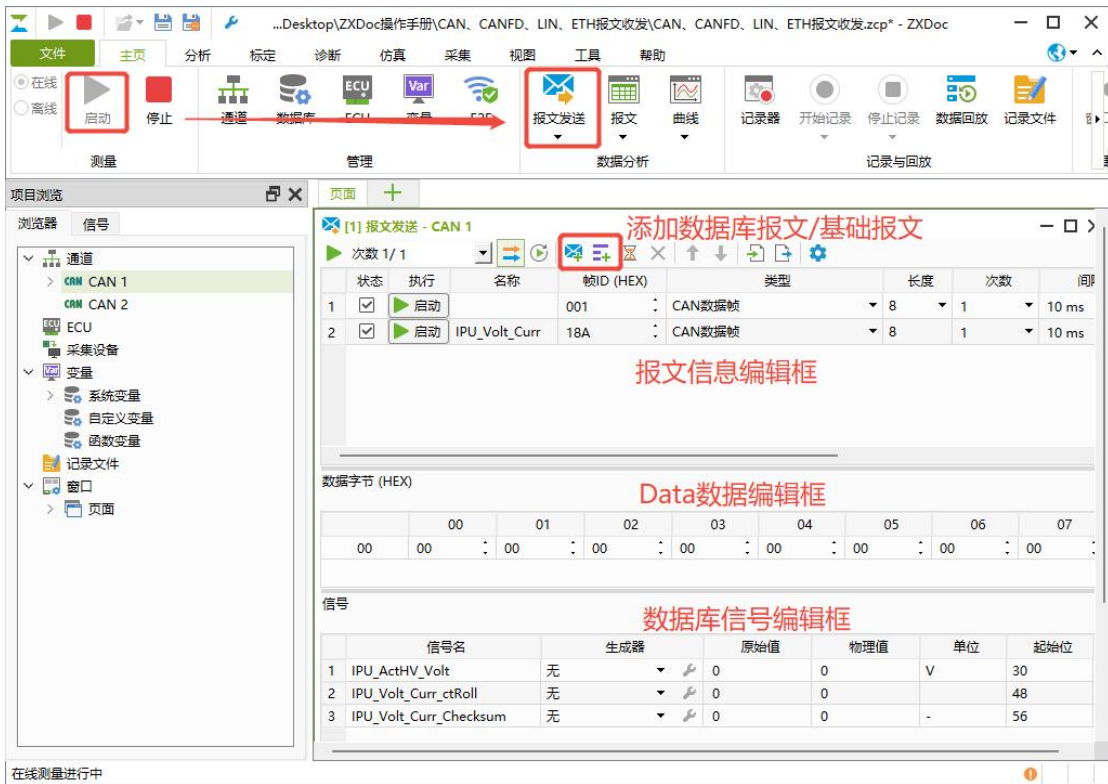 ...Desktop\ZXDoc操作手册\CAN、CANFD、LIN、ETH报文收发\CAN、CANFD、LIN、ETH报文收发.zcp* - ZXDoc
文件 主页 分析 标定 诊断 仿真 采集 视图 工具 帮助
在线
离线
启动 停止 通道 数据库 ECU 变量 E2E 报文发送 报文 曲线 记录器 开始记录 停止记录 数据回放 记录文件
测量 管理 数据分析 记录与回放
项目浏览
页面
浏览器 信号
通道
CAN CAN 1
CAN CAN 2
ECU
采集设备
变量
系统变量
自定义变量
函数变量
记录文件
窗口
页面
[1] 报文发送 - CAN 1
添加数据库报文/基础报文
次数 1/ 1
状态 执行 名称 帧ID (HEX) 类型 长度 次数 间
1 启动 001 CAN数据帧 8 1 10 ms
2 启动 IPU_Volt_Curr 18A CAN数据帧 8 1 10 ms
报文信息编辑框
数据字节 (HEX)
Data数据编辑框
00 01 02 03 04 05 06 07
00 00 00 00 00 00 00 00 00
信号
数据库信号编辑框
信号名 生成器 原始值 物理值 单位 起始位
1 IPU_ActHV_Volt 无 0 0 V 30
2 IPU_Volt_Curr_ctRoll 无 0 0 48
3 IPU_Volt_Curr_Checksum 无 0 0 - 56
在线测量进行中